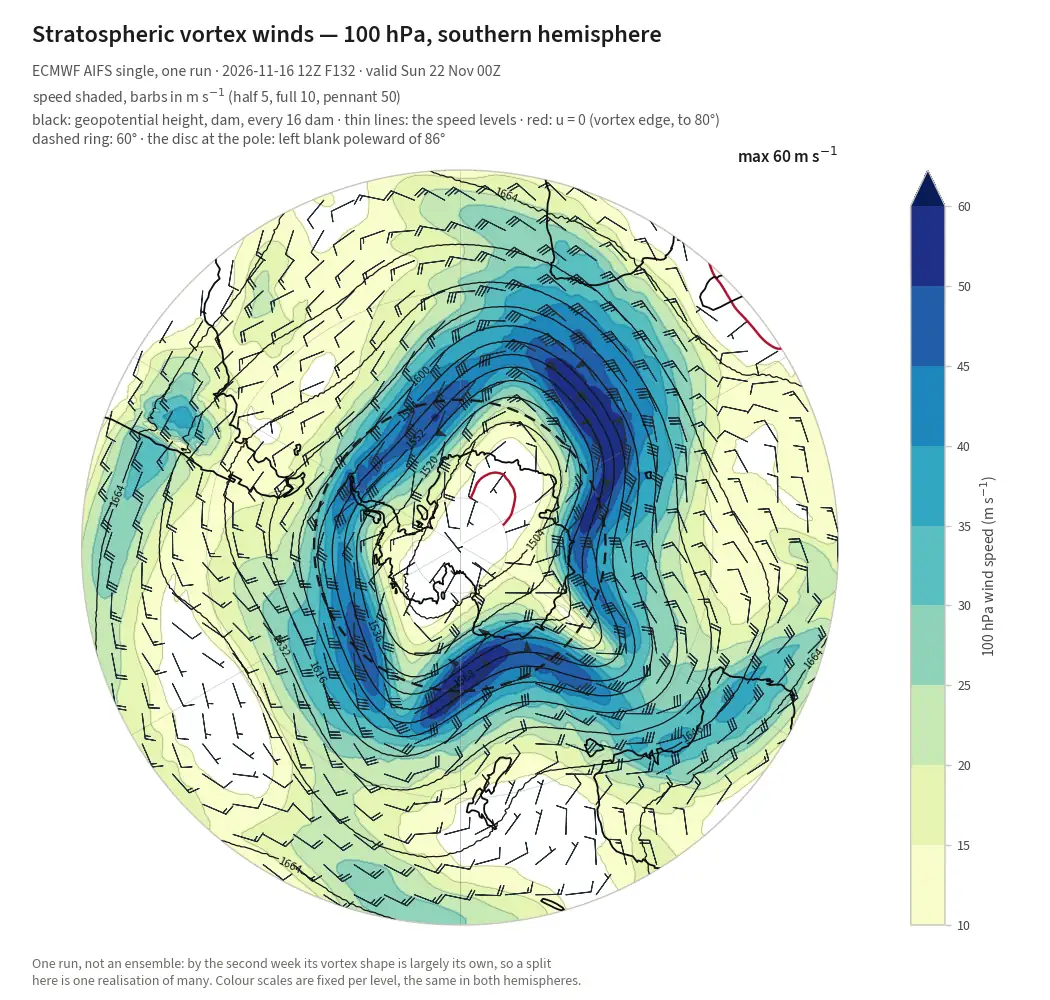 Stratospheric vortex winds — 100 hPa, southern hemisphere
ECMWF AIFS single, one run · 2026-11-16 12Z F132 · valid Sun 22 Nov 00Z
speed shaded, barbs in m s⁻¹ (half 5, full 10, pennant 50)
black: geopotential height, dam, every 16 dam · thin lines: the speed levels · red: u = 0 (vortex edge, to 80°)
dashed ring: 60° · the disc at the pole: left blank poleward of 86°
max 60 m s⁻¹
1664
1600
1552
1520
1664
1504
1536
1632
1616
1664
1664
60
50
45
40
35
30
25
20
15
10
100 hPa wind speed (m s⁻¹)
One run, not an ensemble: by the second week its vortex shape is largely its own, so a split
here is one realisation of many. Colour scales are fixed per level, the same in both hemispheres.